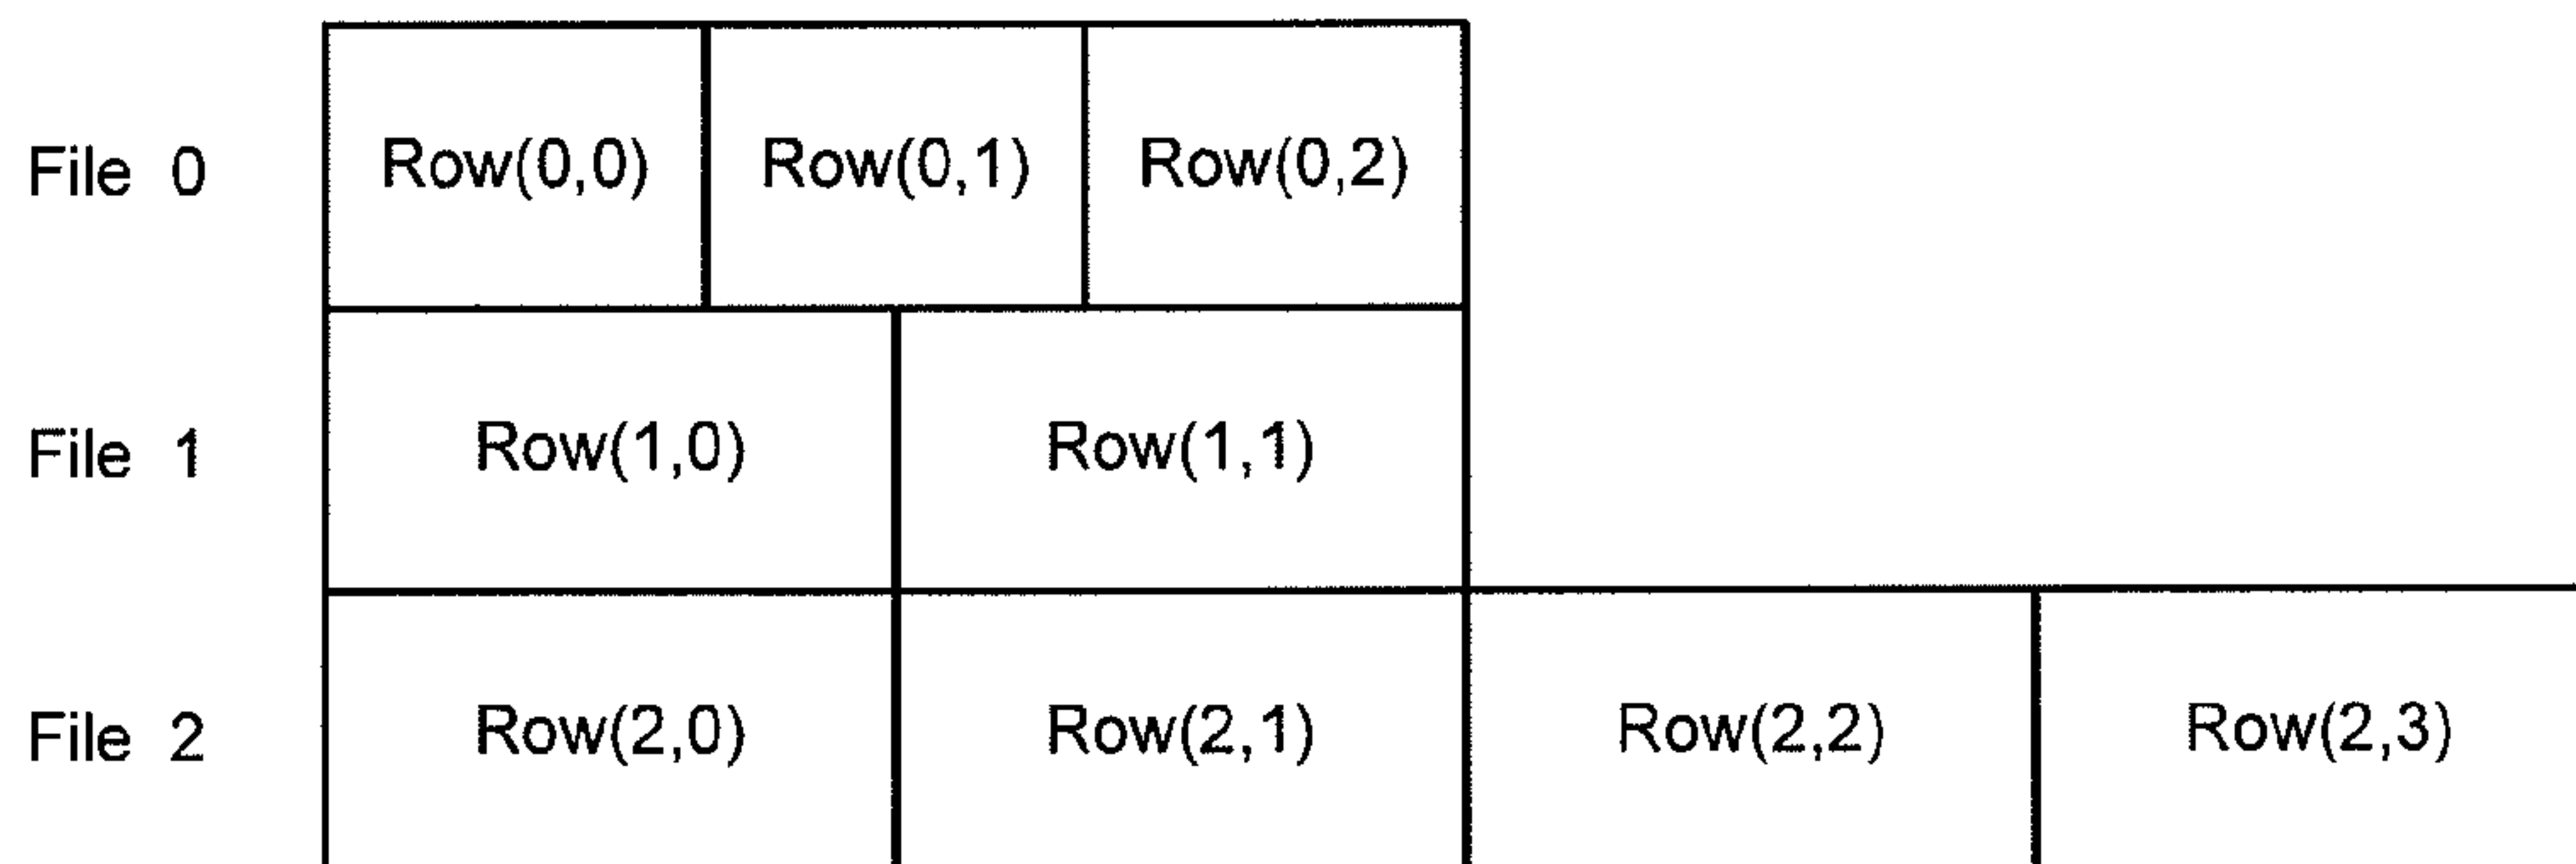 File 0 Row(0,0) Row(0,1) Row(0,2)
File 1 Row(1,0) Row(1,1)
File 2 Row(2,0) Row(2,1) Row(2,2) Row(2,3)